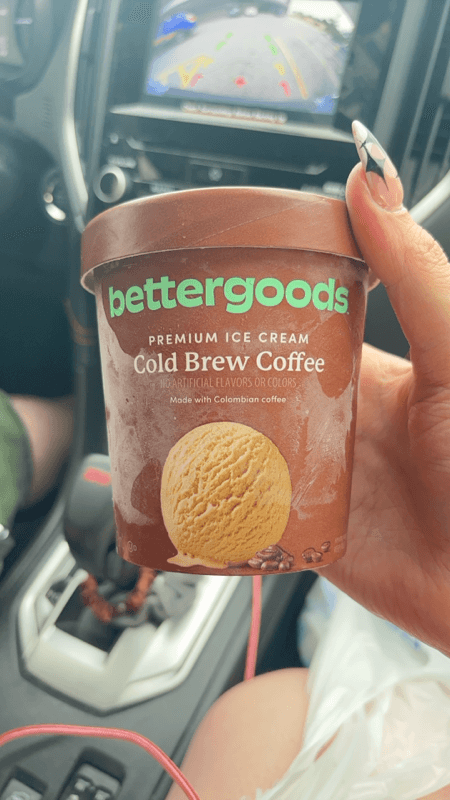 bettergoods
PREMIUM ICE CREAM
Cold Brew Coffee
NO ARTIFICIAL FLAVORS OR COLORS
Made with Colombian coffee